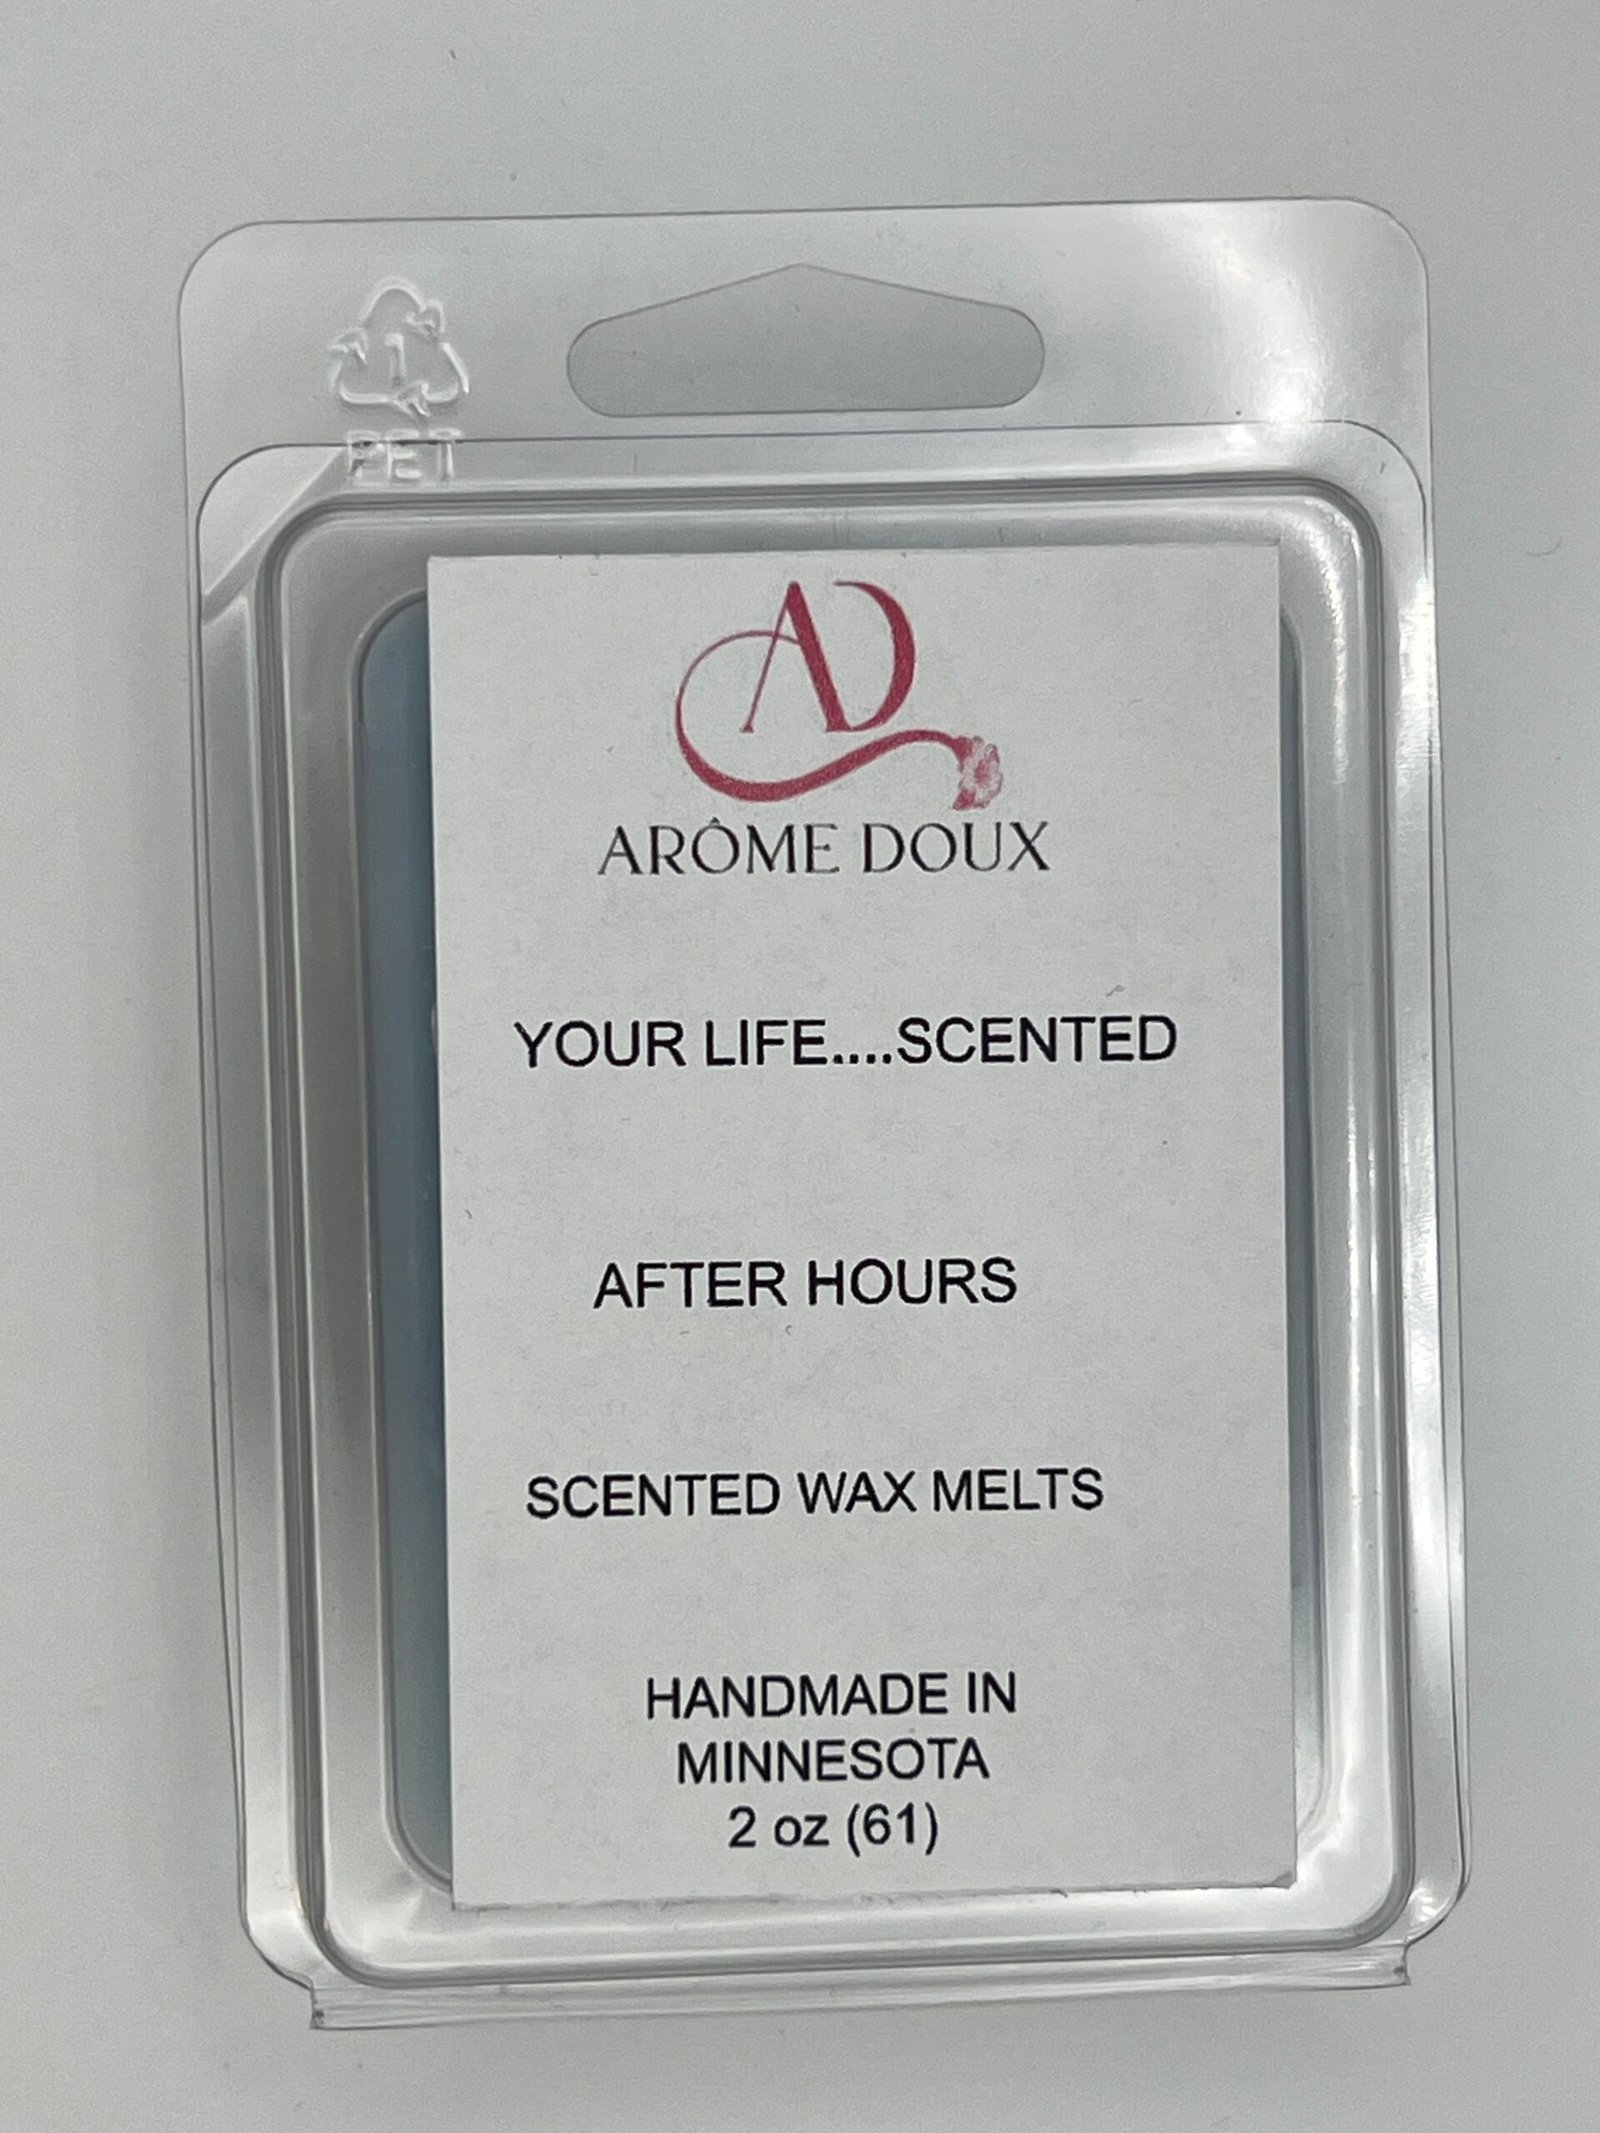 1
PET
AD
ARÔME DOUX
YOUR LIFE....SCENTED
AFTER HOURS
SCENTED WAX MELTS
HANDMADE IN
MINNESOTA
2 oz (61)